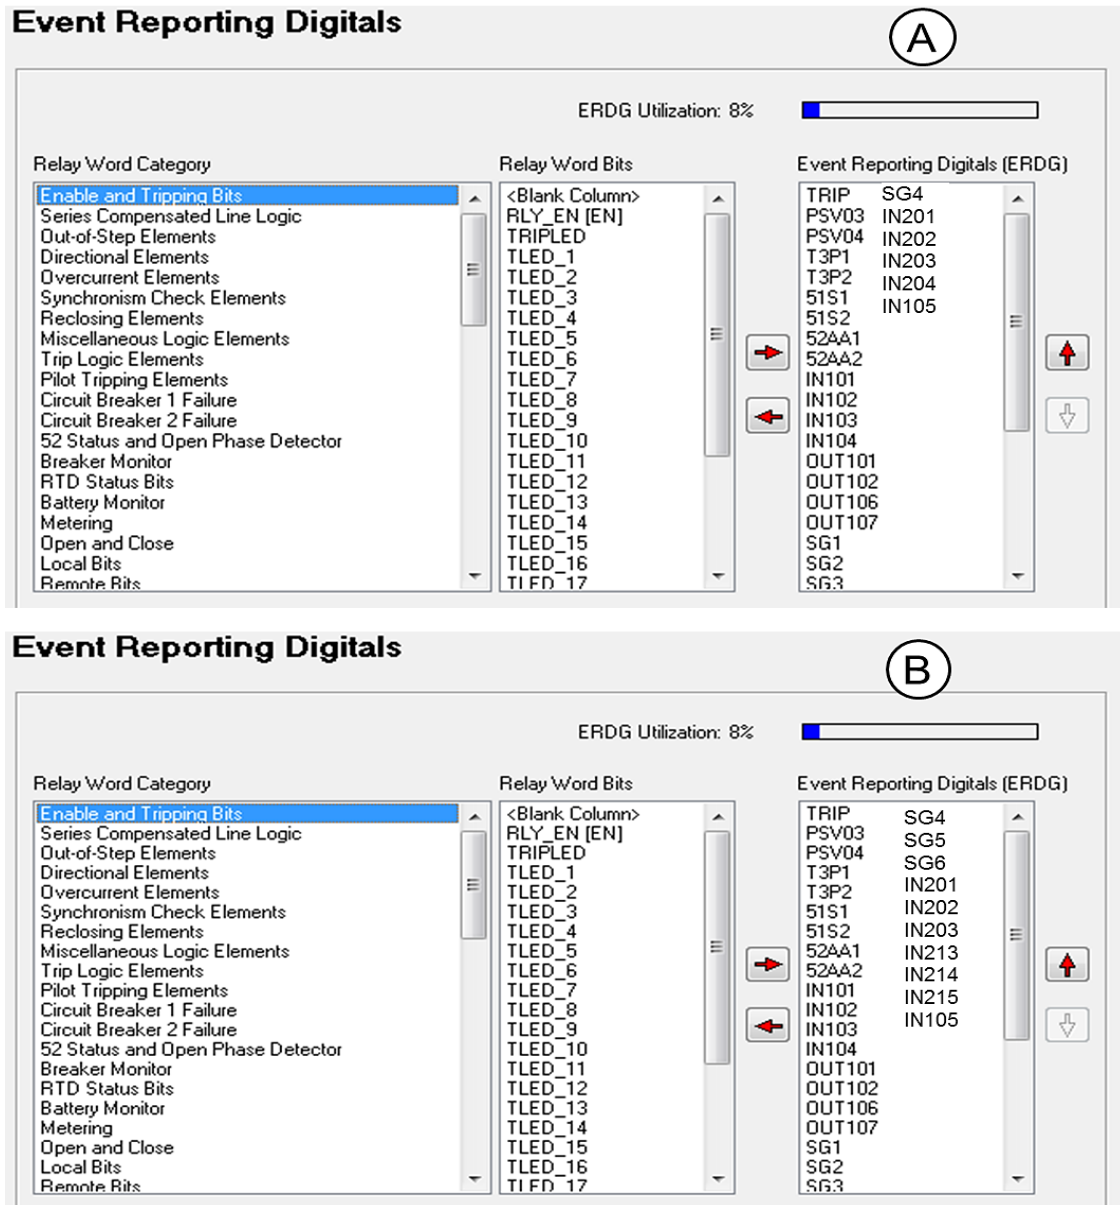 Event Reporting Digitals
A
ERDG Utilization: 8%
Relay Word Category
Enable and Tripping Bits
Series Compensated Line Logic
Out-of-Step Elements
Directional Elements
Overcurrent Elements
Synchronism Check Elements
Reclosing Elements
Miscellaneous Logic Elements
Trip Logic Elements
Pilot Tripping Elements
Circuit Breaker 1 Failure
Circuit Breaker 2 Failure
52 Status and Open Phase Detector
Breaker Monitor
RTD Status Bits
Battery Monitor
Metering
Open and Close
Local Bits
Remote Bits
Relay Word Bits
<Blank Column>
RLY_EN [EN]
TRIPLED
TLED_1
TLED_2
TLED_3
TLED_4
TLED_5
TLED_6
TLED_7
TLED_8
TLED_9
TLED_10
TLED_11
TLED_12
TLED_13
TLED_14
TLED_15
TLED_16
TLED_17
Event Reporting Digitals (ERDG)
TRIP
PSV03
PSV04
T3P1
T3P2
51S1
51S2
52AA1
52AA2
IN101
IN102
IN103
IN104
OUT101
OUT102
OUT106
OUT107
SG1
SG2
SG3
SG4
IN201
IN202
IN203
IN204
IN105
Event Reporting Digitals
B
ERDG Utilization: 8%
Relay Word Category
Enable and Tripping Bits
Series Compensated Line Logic
Out-of-Step Elements
Directional Elements
Overcurrent Elements
Synchronism Check Elements
Reclosing Elements
Miscellaneous Logic Elements
Trip Logic Elements
Pilot Tripping Elements
Circuit Breaker 1 Failure
Circuit Breaker 2 Failure
52 Status and Open Phase Detector
Breaker Monitor
RTD Status Bits
Battery Monitor
Metering
Open and Close
Local Bits
Remote Bits
Relay Word Bits
<Blank Column>
RLY_EN [EN]
TRIPLED
TLED_1
TLED_2
TLED_3
TLED_4
TLED_5
TLED_6
TLED_7
TLED_8
TLED_9
TLED_10
TLED_11
TLED_12
TLED_13
TLED_14
TLED_15
TLED_16
TLED_17
Event Reporting Digitals (ERDG)
TRIP
PSV03
PSV04
T3P1
T3P2
51S1
51S2
52AA1
52AA2
IN101
IN102
IN103
IN104
OUT101
OUT102
OUT106
OUT107
SG1
SG2
SG3
SG4
SG5
SG6
IN201
IN202
IN203
IN213
IN214
IN215
IN105